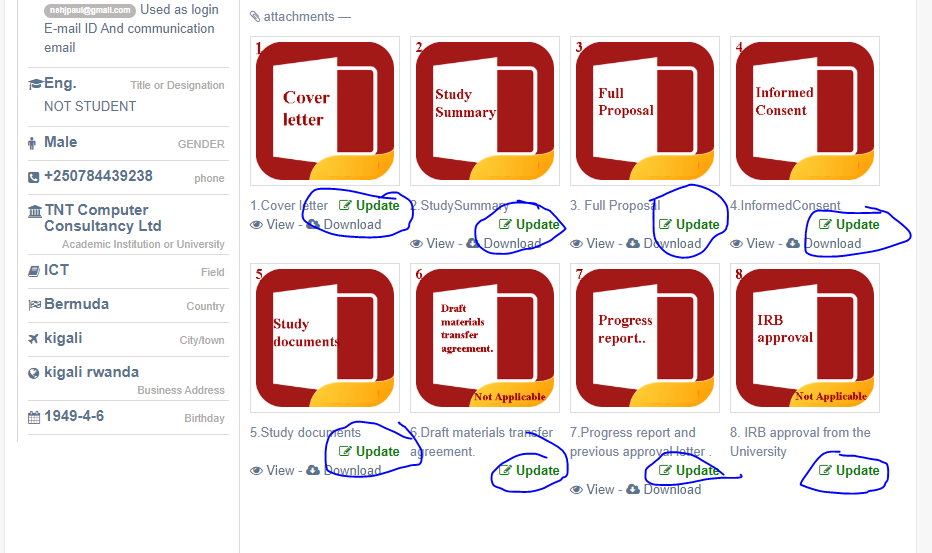 nshjpaul@gmail.com Used as login
E-mail ID And communication
email
Eng. Title or Designation
NOT STUDENT
Male GENDER
+250784439238 phone
TNT Computer
Consultancy Ltd
Academic Institution or University
ICT Field
Bermuda Country
kigali City/town
kigali rwanda
Business Address
1949-4-6 Birthday
attachments —
1 2 3 4
Cover
letter
Study
Summary
Full
Proposal
Informed
Consent
1.Cover letter Update
View - Download
2.StudySummary
Update
View - Download
3. Full Proposal
Update
View - Download
4.InformedConsent
Update
View - Download
5 6 7 8
Study
documents
Draft
materials
transfer
agreement.
Not Applicable
Progress
report..
IRB
approval
Not Applicable
5.Study documents
Update
View - Download
6.Draft materials transfer
agreement.
Update
7.Progress report and
previous approval letter .
Update
View - Download
8. IRB approval from the
University
Update